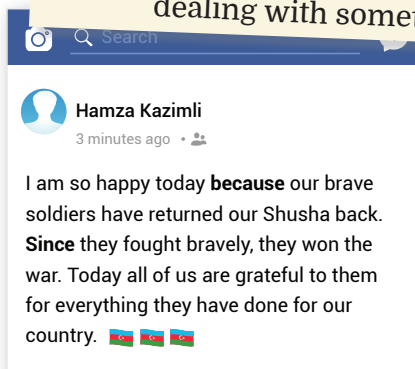 dealing with some
Search
Hamza Kazimli
3 minutes ago
I am so happy today because our brave
soldiers have returned our Shusha back.
Since they fought bravely, they won the
war. Today all of us are grateful to them
for everything they have done for our
country. 🇦🇿 🇦🇿 🇦🇿